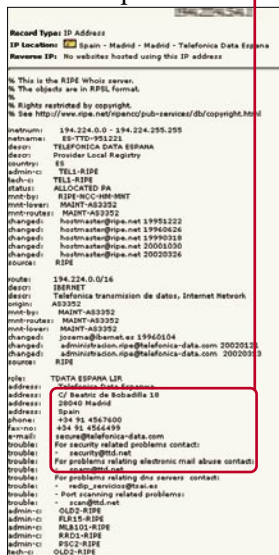 Record Type: IP Address
IP Location: Spain - Madrid - Madrid - Telefonica Data Espana
Reverse IP: No websites hosted using this IP address
% This is the RIPE Whois server.
% The objects are in RPSL format.
%
% Rights restricted by copyright.
% See http://www.ripe.net/ripencc/pub-services/db/copyright.html
inetnum: 194.224.0.0 - 194.224.255.255
netname: ES-TTD-951221
descr: TELEFONICA DATA ESPANA
descr: Provider Local Registry
country: ES
admin-c: TEL1-RIPE
tech-c: TEL1-RIPE
status: ALLOCATED PA
mnt-by: RIPE-NCC-HM-MNT
mnt-lower: MAINT-AS3352
mnt-routes: MAINT-AS3352
changed: hostmaster@ripe.net 19951222
changed: hostmaster@ripe.net 19960626
changed: hostmaster@ripe.net 19990318
changed: hostmaster@ripe.net 20001030
changed: hostmaster@ripe.net 20020326
source: RIPE
route: 194.224.0.0/16
descr: IBERNET
descr: Telefonica transmision de datos, Internet Network
origin: AS3352
mnt-by: MAINT-AS3352
mnt-routes: MAINT-AS3352
mnt-lower: MAINT-AS3352
changed: josema@ibernet.es 19960104
changed: administracion.ripe@telefonica-data.com
changed: administracion.ripe@telefonica-data.com
source: RIPE
role: TDATA ESPANA LIR
address: Telefonica Data Espanna
address: C/ Beatriz de Bobadilla 18
address: 28040 Madrid
address: Spain
phone: +34 91 4567600
fax-no: +34 91 4566499
e-mail: secure@telefonica-data.com
trouble: For security related problems contact:
trouble: - security@ttd.net
trouble: For problems relating electronic mail abuse contact:
trouble: - spam@ttd.net
trouble: For problems relating dns servers contact:
trouble: - redip_servicios@tsai.es
trouble: - Port scanning related problems:
trouble: - scan@ttd.net
admin-c: OLD2-RIPE
admin-c: FLR15-RIPE
admin-c: MLB101-RIPE
admin-c: RRD1-RIPE
admin-c: PSC2-RIPE
tech-c: OLD2-RIPE